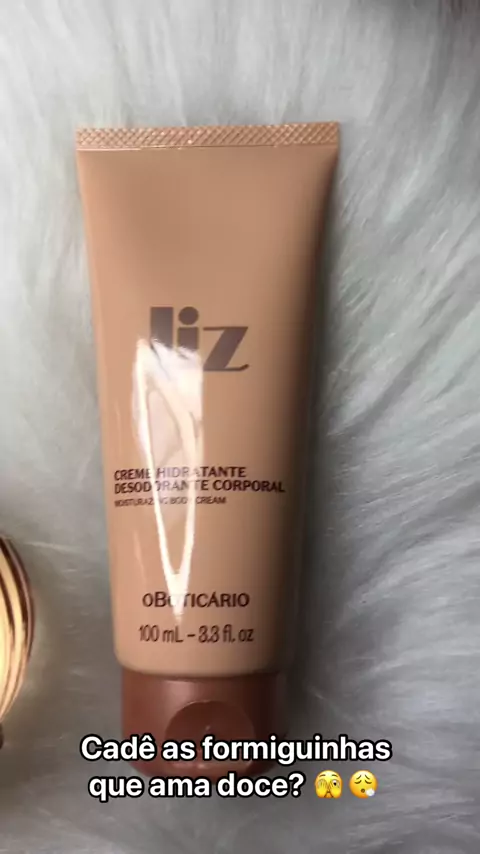 liz
CREME HIDRATANTE
DESODORANTE CORPORAL
MOISTURAZING BODY CREAM
oBOTICÁRIO
100 mL – 3.3 fl. oz
Cadê as formiguinhas
que ama doce? 🫣😮‍💨